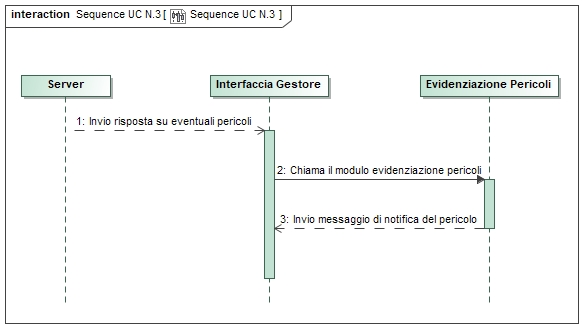 interaction Sequence UC N.3 [ Sequence UC N.3 ]
Server
Interfaccia Gestore
Evidenziazione Pericoli
1: Invio risposta su eventuali pericoli
2: Chiama il modulo evidenziazione pericoli
3: Invio messaggio di notifica del pericolo